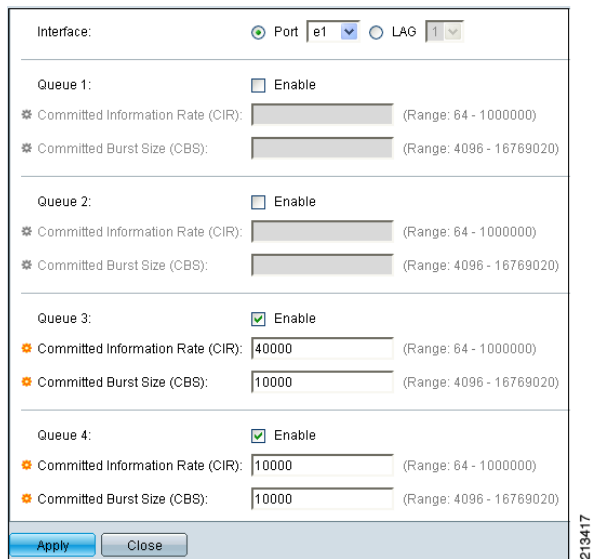 Interface: Port e1 LAG 1
Queue 1: Enable
Committed Information Rate (CIR): (Range: 64 - 1000000)
Committed Burst Size (CBS): (Range: 4096 - 16769020)
Queue 2: Enable
Committed Information Rate (CIR): (Range: 64 - 1000000)
Committed Burst Size (CBS): (Range: 4096 - 16769020)
Queue 3: Enable
Committed Information Rate (CIR): 40000 (Range: 64 - 1000000)
Committed Burst Size (CBS): 10000 (Range: 4096 - 16769020)
Queue 4: Enable
Committed Information Rate (CIR): 10000 (Range: 64 - 1000000)
Committed Burst Size (CBS): 10000 (Range: 4096 - 16769020)
Apply Close
213417